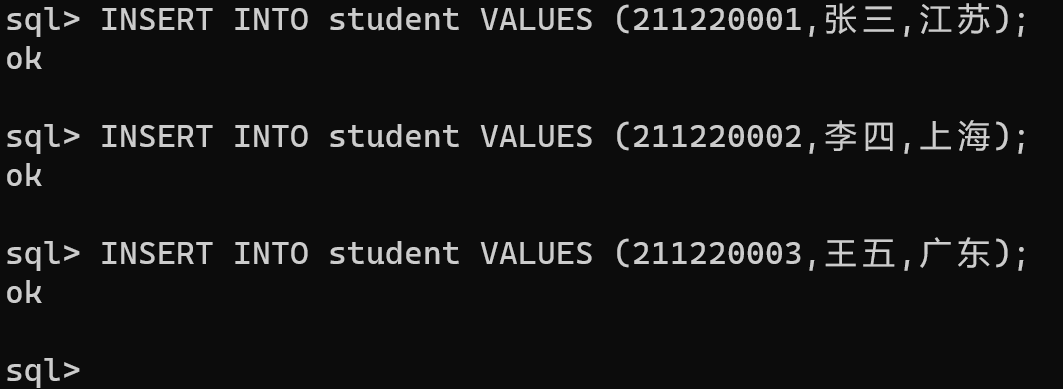 sql> INSERT INTO student VALUES (211220001,张三,江苏);
ok
sql> INSERT INTO student VALUES (211220002,李四,上海);
ok
sql> INSERT INTO student VALUES (211220003,王五,广东);
ok
sql>